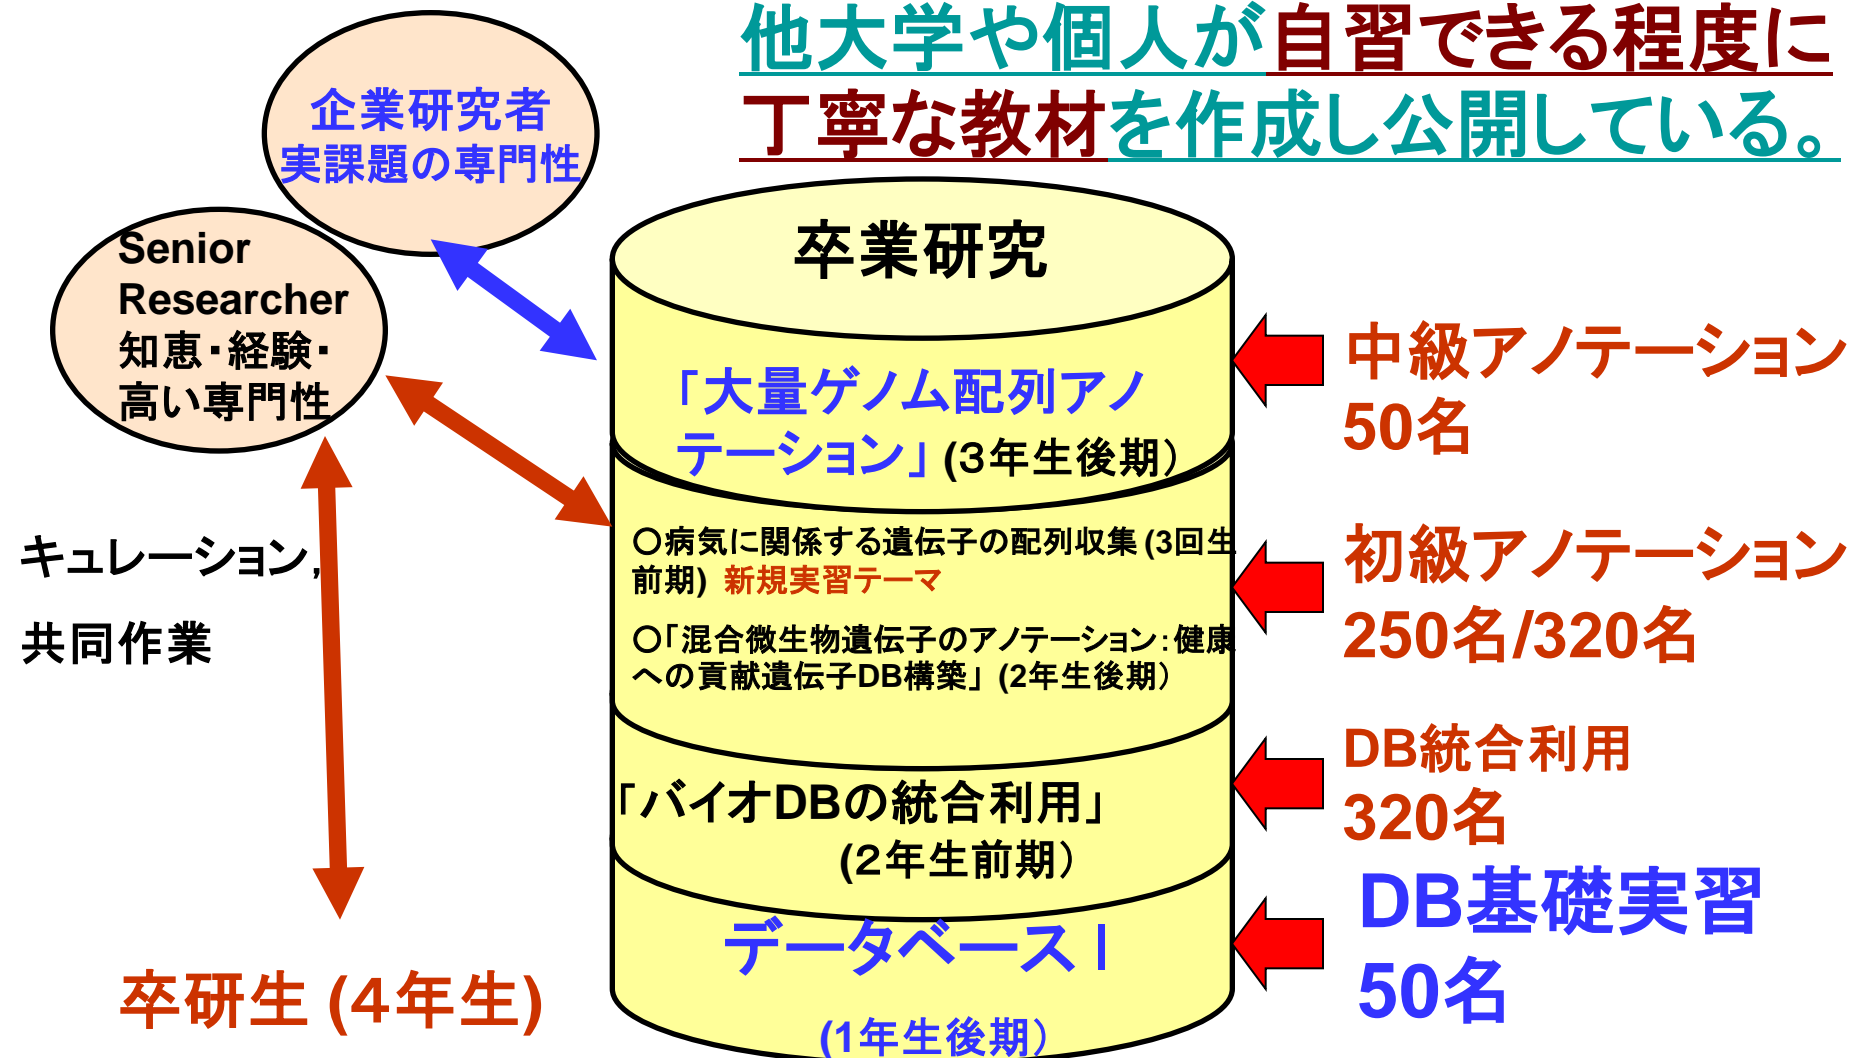 他大学や個人が自習できる程度に
丁寧な教材を作成し公開している。
企業研究者
実課題の専門性
Senior
Researcher
知恵・経験・
高い専門性
キュレーション,
共同作業
卒研生 (４年生)
卒業研究
「大量ゲノム配列アノ
テーション」 (３年生後期）
〇病気に関係する遺伝子の配列収集 (3回生
前期) 新規実習テーマ
〇「混合微生物遺伝子のアノテーション：健康
への貢献遺伝子DB構築」 (2年生後期）
「バイオDBの統合利用」
(２年生前期）
データベース I
(1年生後期）
中級アノテーション
50名
初級アノテーション
250名/320名
DB統合利用
320名
DB基礎実習
50名